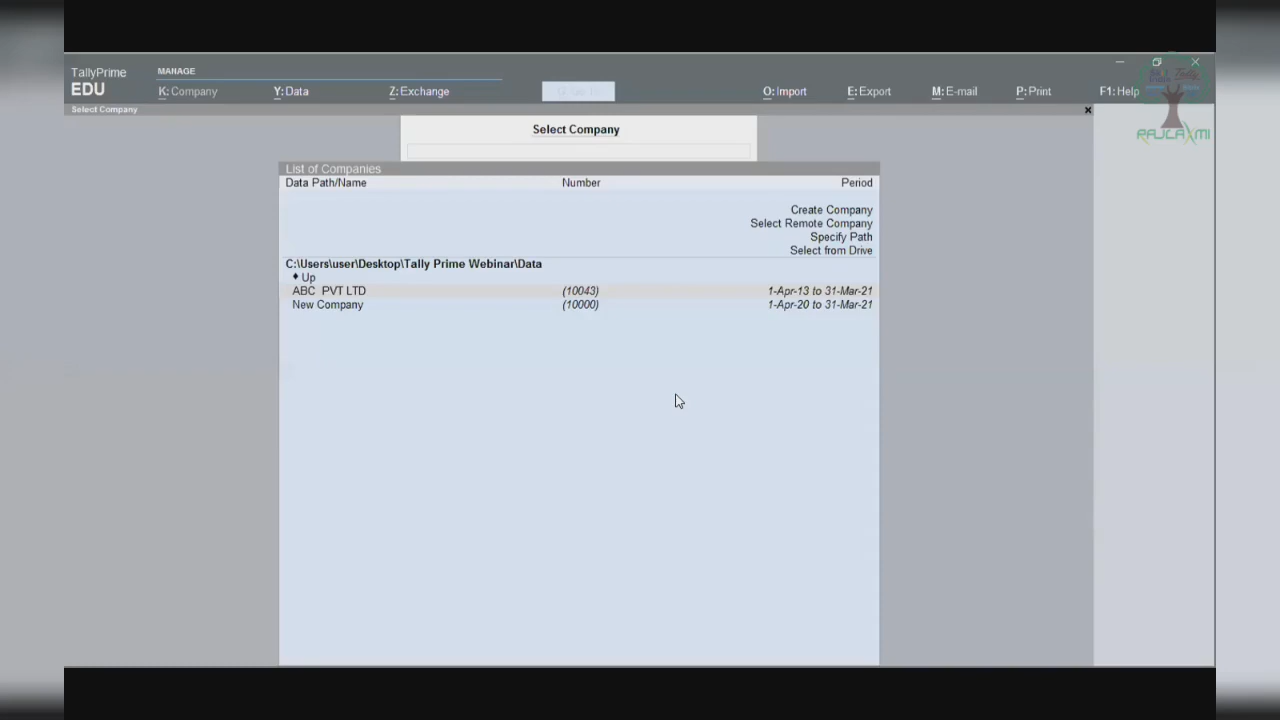 TallyPrime
EDU
MANAGE
K: Company Y: Data Z: Exchange O: Import E: Export M: E-mail P: Print F1: Help
Select Company
Select Company
List of Companies
Data Path/Name Number Period
Create Company
Select Remote Company
Specify Path
Select from Drive
C:\Users\user\Desktop\Tally Prime Webinar\Data
♦ Up
ABC PVT LTD (10043) 1-Apr-13 to 31-Mar-21
New Company (10000) 1-Apr-20 to 31-Mar-21
RAJLAXMI